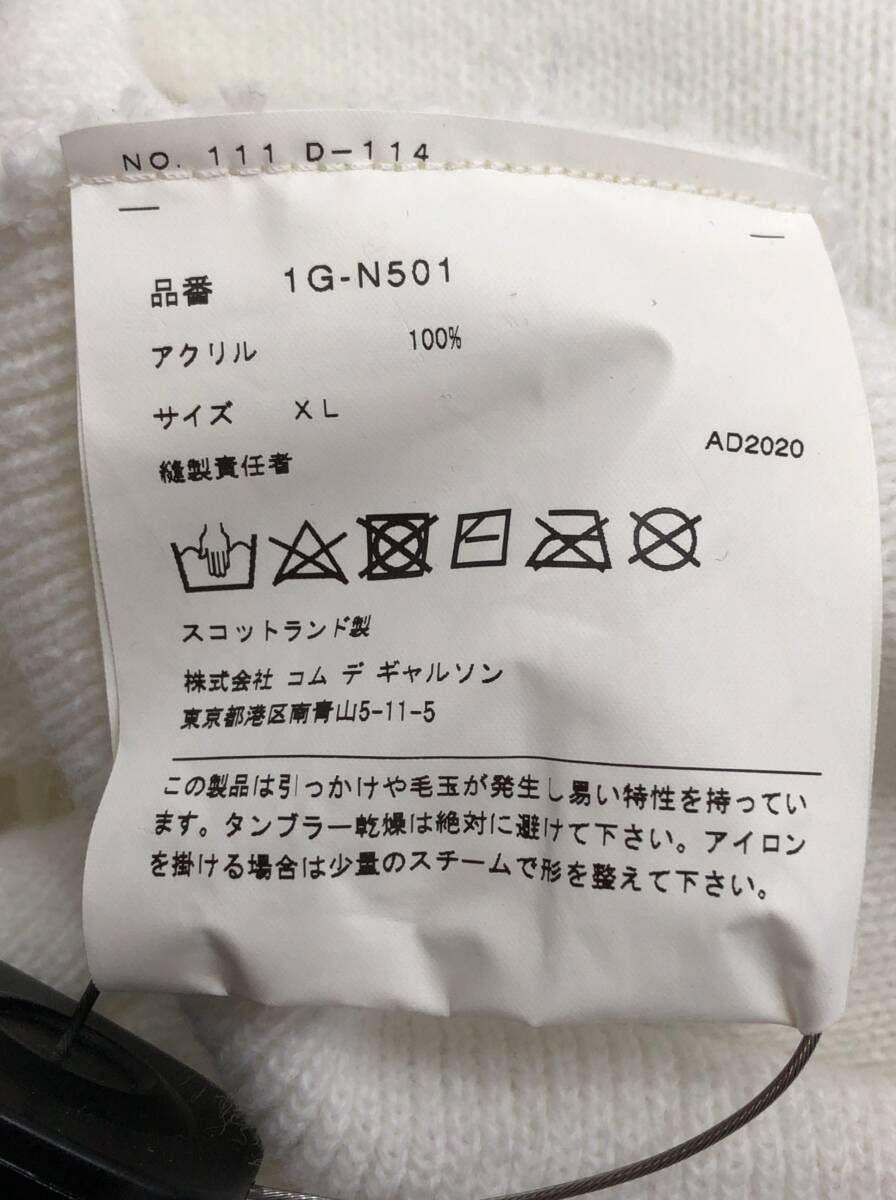 NO. 111 D-114
品番 1G-N501
アクリル 100%
サイズ XL
AD2020
縫製責任者
スコットランド製
株式会社 コム デ ギャルソン
東京都港区南青山5-11-5
この製品は引っかけや毛玉が発生し易い特性を持ってい
ます。タンブラー乾燥は絶対に避けて下さい。アイロン
を掛ける場合は少量のスチームで形を整えて下さい。